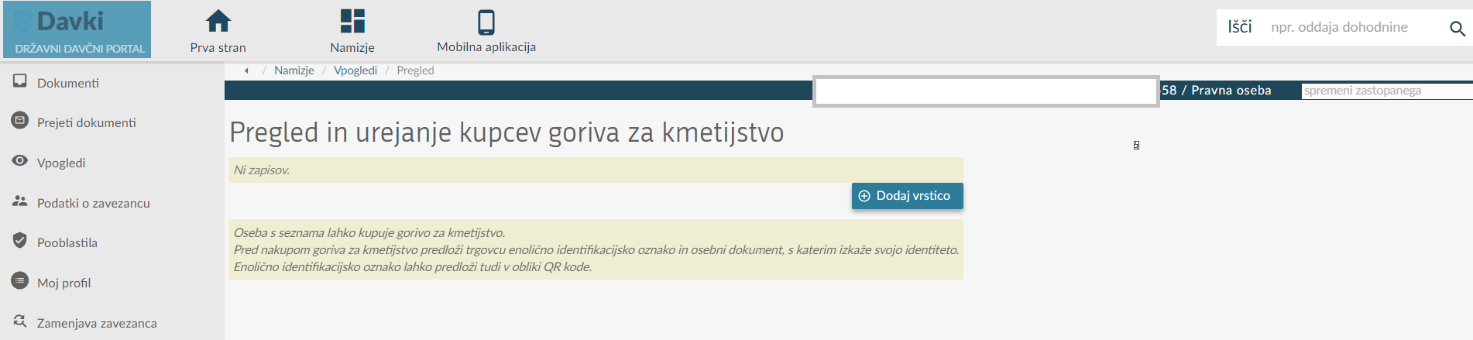 Davki
DRŽAVNI DAVČNI PORTAL
Prva stran
Namizje
Mobilna aplikacija
Išči
npr. oddaja dohodnine
Dokumenti
Prejeti dokumenti
Vpogledi
Podatki o zavezancu
Pooblastila
Moj profil
Zamenjava zavezanca
/ Namizje / Vpogledi / Pregled
58 / Pravna oseba
spremeni zastopanega
Pregled in urejanje kupcev goriva za kmetijstvo
Ni zapisov.
Dodaj vrstico
Oseba s seznama lahko kupuje gorivo za kmetijstvo.
Pred nakupom goriva za kmetijstvo predloži trgovcu enolično identifikacijsko oznako in osebni dokument, s katerim izkaže svojo identiteto.
Enolično identifikacijsko oznako lahko predloži tudi v obliki QR kode.